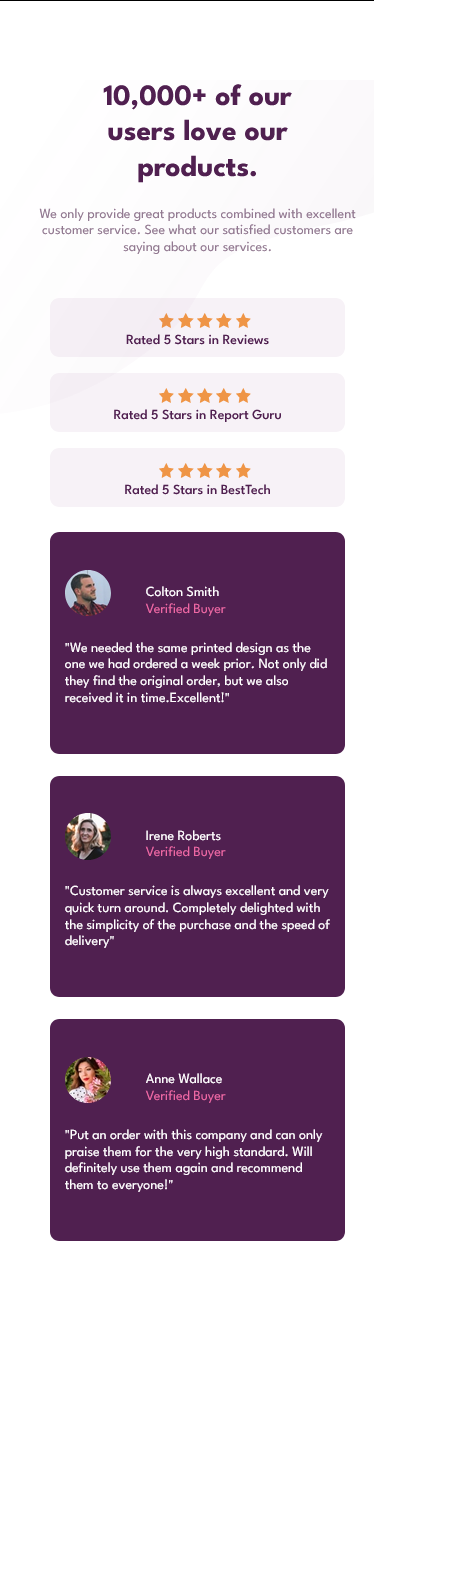 10,000+ of our
users love our
products.
We only provide great products combined with excellent
customer service. See what our satisfied customers are
saying about our services.
Rated 5 Stars in Reviews
Rated 5 Stars in Report Guru
Rated 5 Stars in BestTech
Colton Smith
Verified Buyer
"We needed the same printed design as the
one we had ordered a week prior. Not only did
they find the original order, but we also
received it in time.Excellent!"
Irene Roberts
Verified Buyer
"Customer service is always excellent and very
quick turn around. Completely delighted with
the simplicity of the purchase and the speed of
delivery"
Anne Wallace
Verified Buyer
"Put an order with this company and can only
praise them for the very high standard. Will
definitely use them again and recommend
them to everyone!"